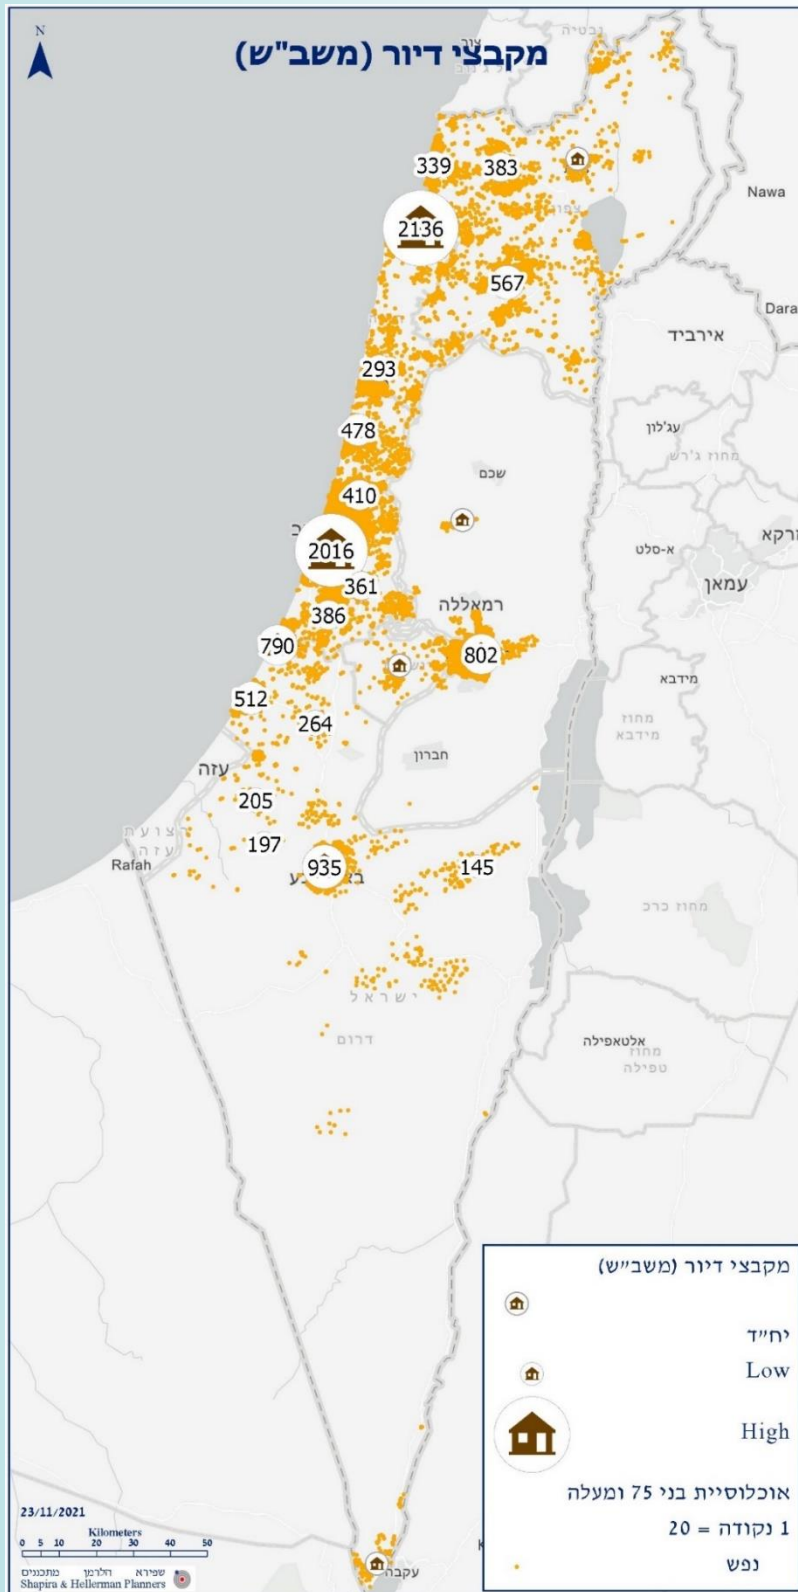 N
מקבצי דיור (משב"ש)
נבטיה
צור
339
383
צפון
Nawa
2136
567
Dara
אירביד
293
עג'לון
478
מחוז ג'רש
שכם
410
2016
א-סלט
עמאן
361
רמאללה
386
790
802
מידבא
512
מחוז
מידבא
264
חברון
עזה
205
רצועת
עזה
197
Rafah
935
145
מחוז כרכ
ישראל
דרום
אלטאפילה
מחוז
טפילה
מקבצי דיור (משב״ש)
יח״ד
Low
High
אוכלוסיית בני 75 ומעלה
1 נקודה = 20
נפש
23/11/2021
Kilometers
0 5 10 20 30 40 50
שפירא הלרמן מתכננים
Shapira & Hellerman Planners
עקבה